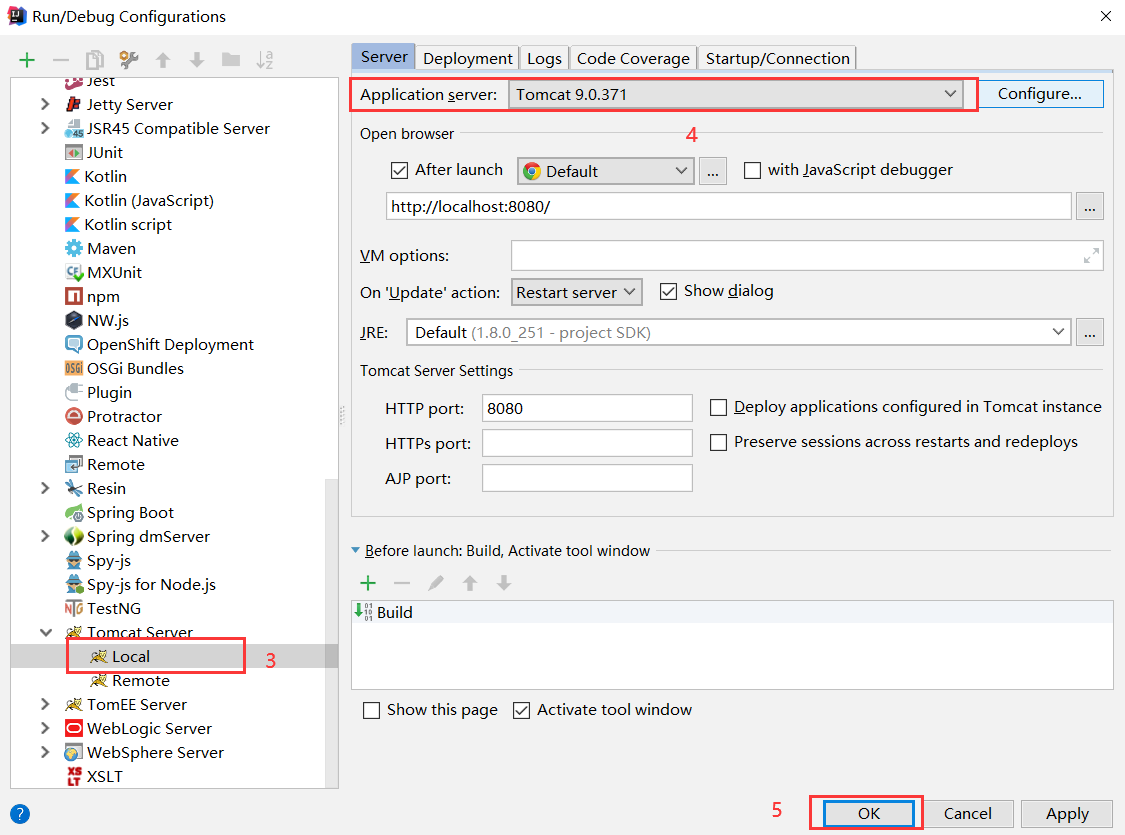 Run/Debug Configurations
Jest
Jetty Server
JSR45 Compatible Server
JUnit
Kotlin
Kotlin (JavaScript)
Kotlin script
Maven
MXUnit
npm
NW.js
OpenShift Deployment
OSGi Bundles
Plugin
Protractor
React Native
Remote
Resin
Spring Boot
Spring dmServer
Spy-js
Spy-js for Node.js
TestNG
Tomcat Server
Local
3
Remote
TomEE Server
WebLogic Server
WebSphere Server
XSLT
Server Deployment Logs Code Coverage Startup/Connection
Application server: Tomcat 9.0.371 Configure...
4
Open browser
After launch Default ... with JavaScript debugger
http://localhost:8080/ ...
VM options:
On 'Update' action: Restart server Show dialog
JRE: Default (1.8.0_251 - project SDK) ...
Tomcat Server Settings
HTTP port: 8080 Deploy applications configured in Tomcat instance
HTTPs port: Preserve sessions across restarts and redeploys
AJP port:
Before launch: Build, Activate tool window
Build
Show this page Activate tool window
? 5 OK Cancel Apply